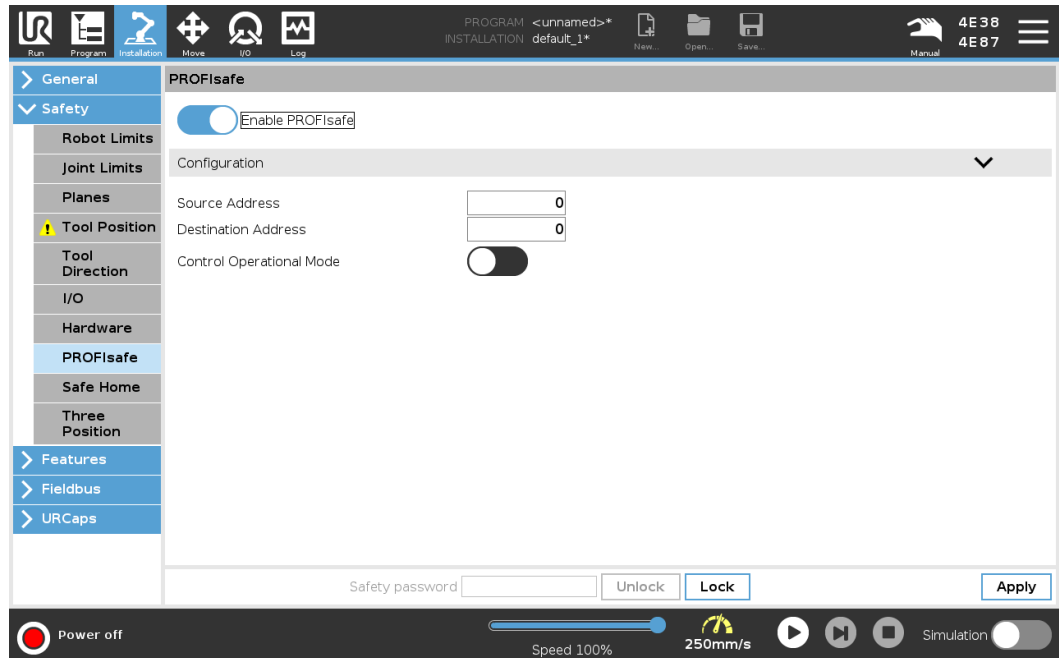 UR
PROGRAM <unnamed>*
INSTALLATION default_1*
4E38
4E87
Run Program Installation Move I/O Log New... Open... Save... Manual
General
Safety
Robot Limits
Joint Limits
Planes
Tool Position
Tool
Direction
I/O
Hardware
PROFIsafe
Safe Home
Three
Position
Features
Fieldbus
URCaps
PROFIsafe
Enable PROFIsafe
Configuration
Source Address 0
Destination Address 0
Control Operational Mode
Safety password Unlock Lock Apply
Power off
Speed 100%
250mm/s
Simulation